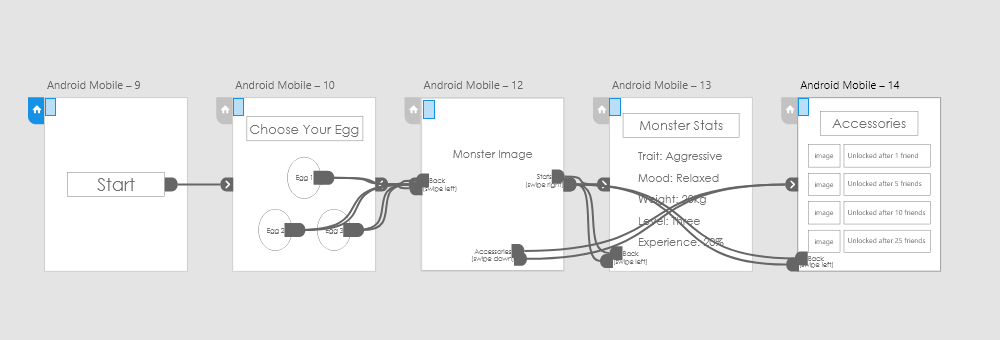 Android Mobile – 9
Start
Android Mobile – 10
Choose Your Egg
Egg 1
Egg 2
Egg 3
Android Mobile – 12
Monster Image
Back
(swipe left)
Stats
(swipe right)
Accessories
(swipe down)
Android Mobile – 13
Monster Stats
Trait: Aggressive
Mood: Relaxed
Weight: 20kg
Level: Three
Experience: 20%
Back
(swipe left)
Android Mobile – 14
Accessories
image
Unlocked after 1 friend
image
Unlocked after 5 friends
image
Unlocked after 10 friends
image
Unlocked after 25 friends
Back
(swipe left)